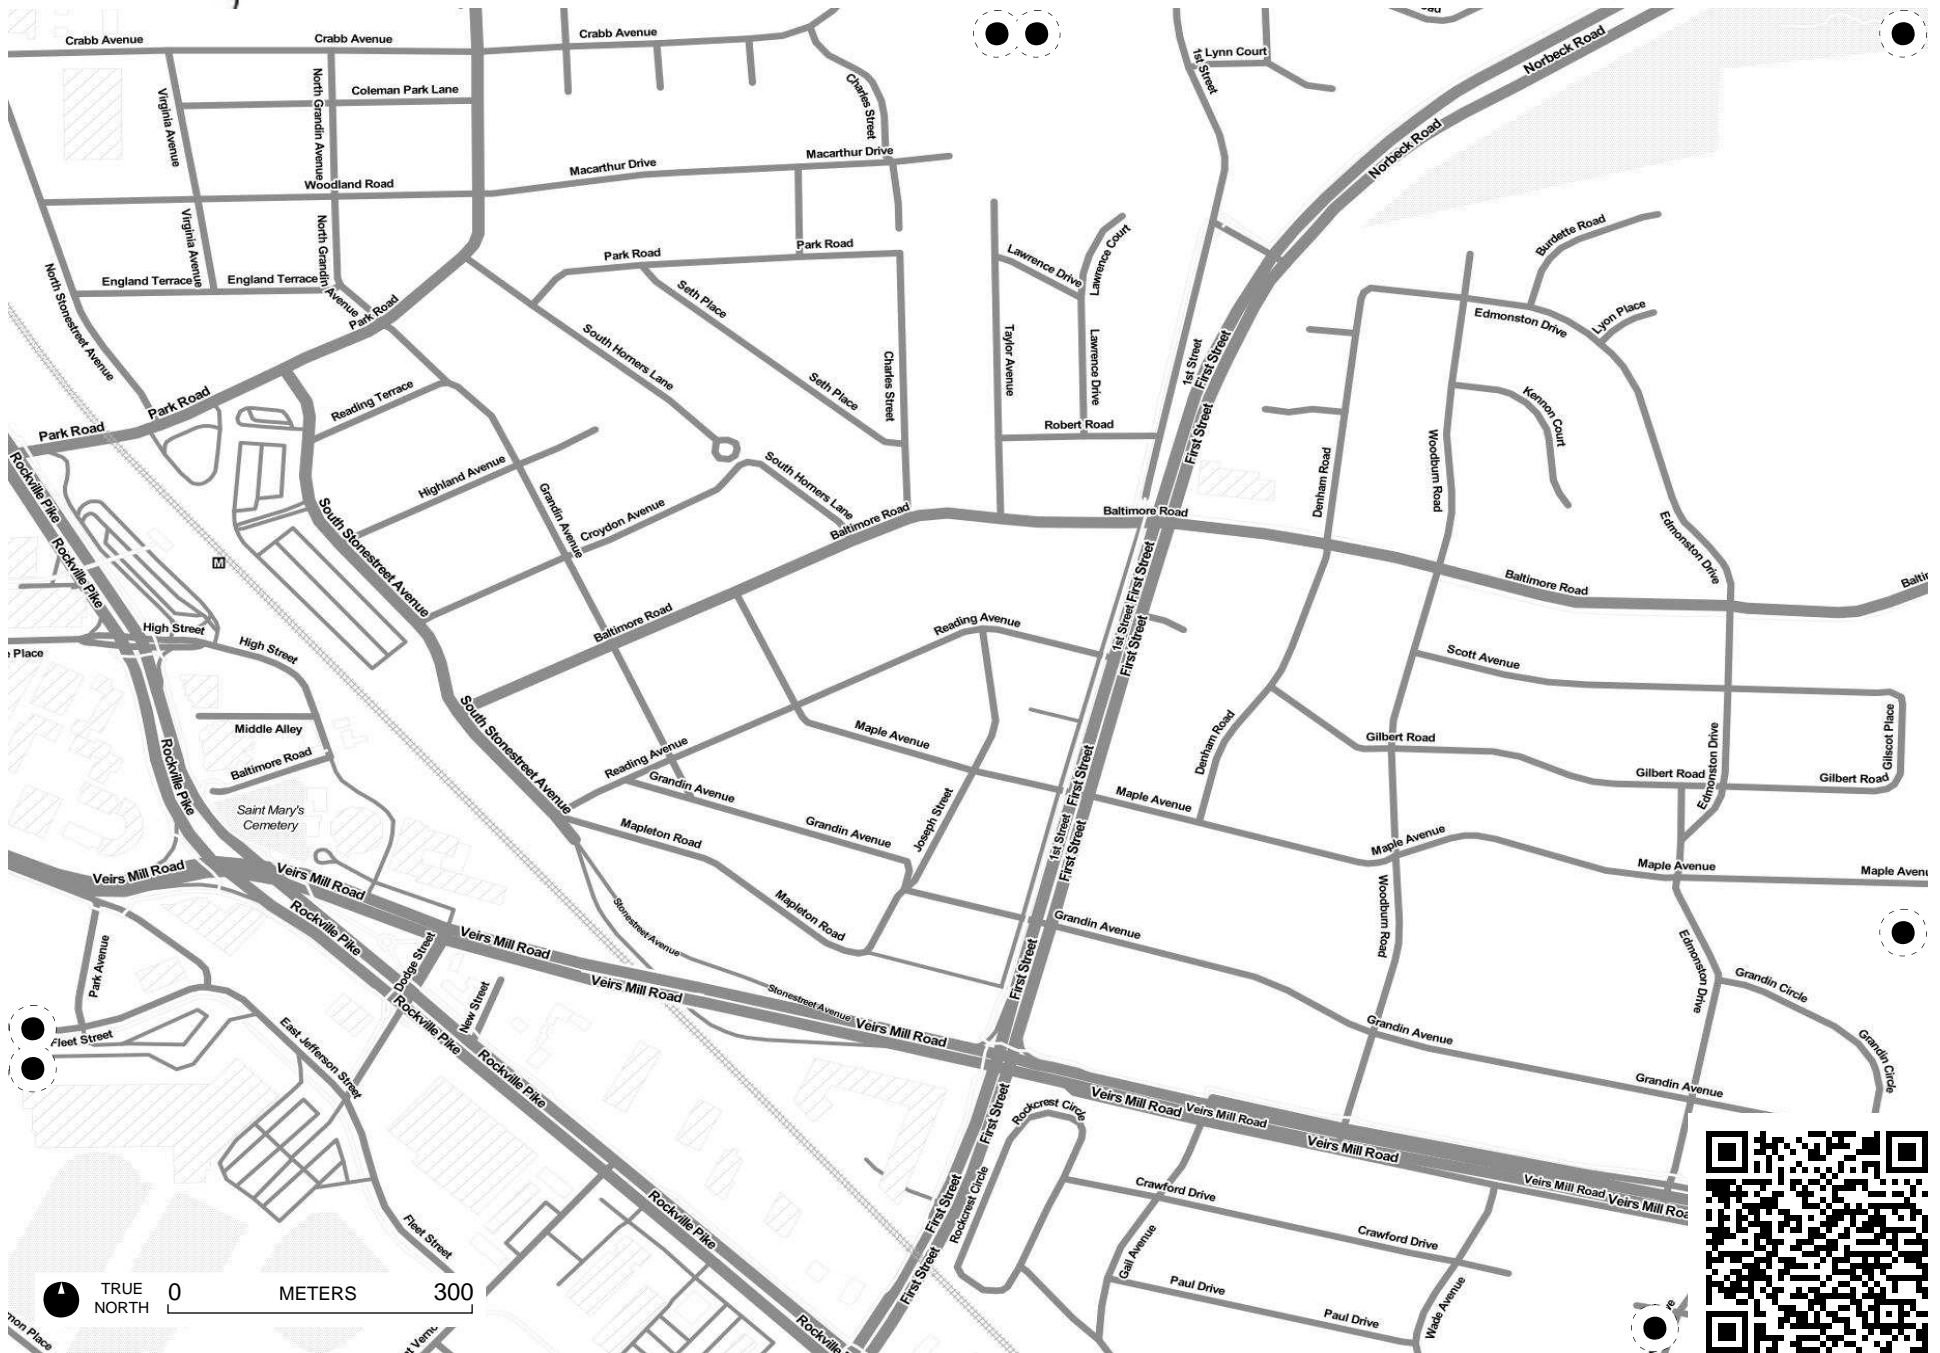 Crabb Avenue
Crabb Avenue
Crabb Avenue
Lynn Court
1st Street
Norbeck Road
Norbeck Road
Virginia Avenue
North Grandin Avenue
Coleman Park Lane
Charles Street
Macarthur Drive
Macarthur Drive
Woodland Road
Virginia Avenue
North Grandin Avenue
England Terrace
England Terrace
North Stonestreet Avenue
Park Road
Park Road
Park Road
Park Road
Park Road
Seth Place
Seth Place
South Horners Lane
South Horners Lane
Charles Street
Lawrence Drive
Lawrence Court
Lawrence Drive
Taylor Avenue
Robert Road
Burdette Road
Edmonston Drive
Lyon Place
Kennon Court
1st Street
First Street
First Street
Denham Road
Woodburn Road
Edmonston Drive
Reading Terrace
Highland Avenue
Grandin Avenue
Croydon Avenue
Baltimore Road
Baltimore Road
Baltimore Road
Baltimore Road
Baltir
Rockville Pike
Rockville Pike
South Stonestreet Avenue
M
High Street
High Street
Place
Middle Alley
Baltimore Road
Saint Mary's
Cemetery
Rockville Pike
South Stonestreet Avenue
Reading Avenue
Reading Avenue
First Street
1st Street
First Street
Scott Avenue
Gilbert Road
Gilbert Road
Gilbert Road
Gilscot Place
Edmonston Drive
Denham Road
Maple Avenue
Maple Avenue
Maple Avenue
Maple Avenue
Maple Avenu
Grandin Avenue
Grandin Avenue
Joseph Street
First Street
1st Street
First Street
Mapleton Road
Mapleton Road
Veirs Mill Road
Veirs Mill Road
Veirs Mill Road
Veirs Mill Road
Veirs Mill Road
Rockville Pike
Rockville Pike
Rockville Pike
Dodge Street
New Street
Park Avenue
Fleet Street
East Jefferson Street
Stonestreet Avenue
Stonestreet Avenue
First Street
Grandin Avenue
Grandin Avenue
Grandin Avenue
Woodburn Road
Edmonston Drive
Grandin Circle
Grandin Circle
First Street
Rockcrest Circle
Rockcrest Circle
Veirs Mill Road
Veirs Mill Road
Veirs Mill Road
Veirs Mill Road
Veirs Mill Roa
Crawford Drive
Crawford Drive
Gail Avenue
Paul Drive
Paul Drive
Wade Avenue
Fleet Street
Rockville Pike
First Street
First Street
Rockville
TRUE
NORTH
0 METERS 300
mon Place
t Verno